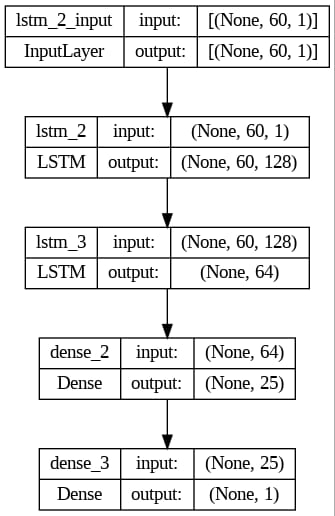 lstm_2_input input: [(None, 60, 1)]
InputLayer output: [(None, 60, 1)]
lstm_2 input: (None, 60, 1)
LSTM output: (None, 60, 128)
lstm_3 input: (None, 60, 128)
LSTM output: (None, 64)
dense_2 input: (None, 64)
Dense output: (None, 25)
dense_3 input: (None, 25)
Dense output: (None, 1)